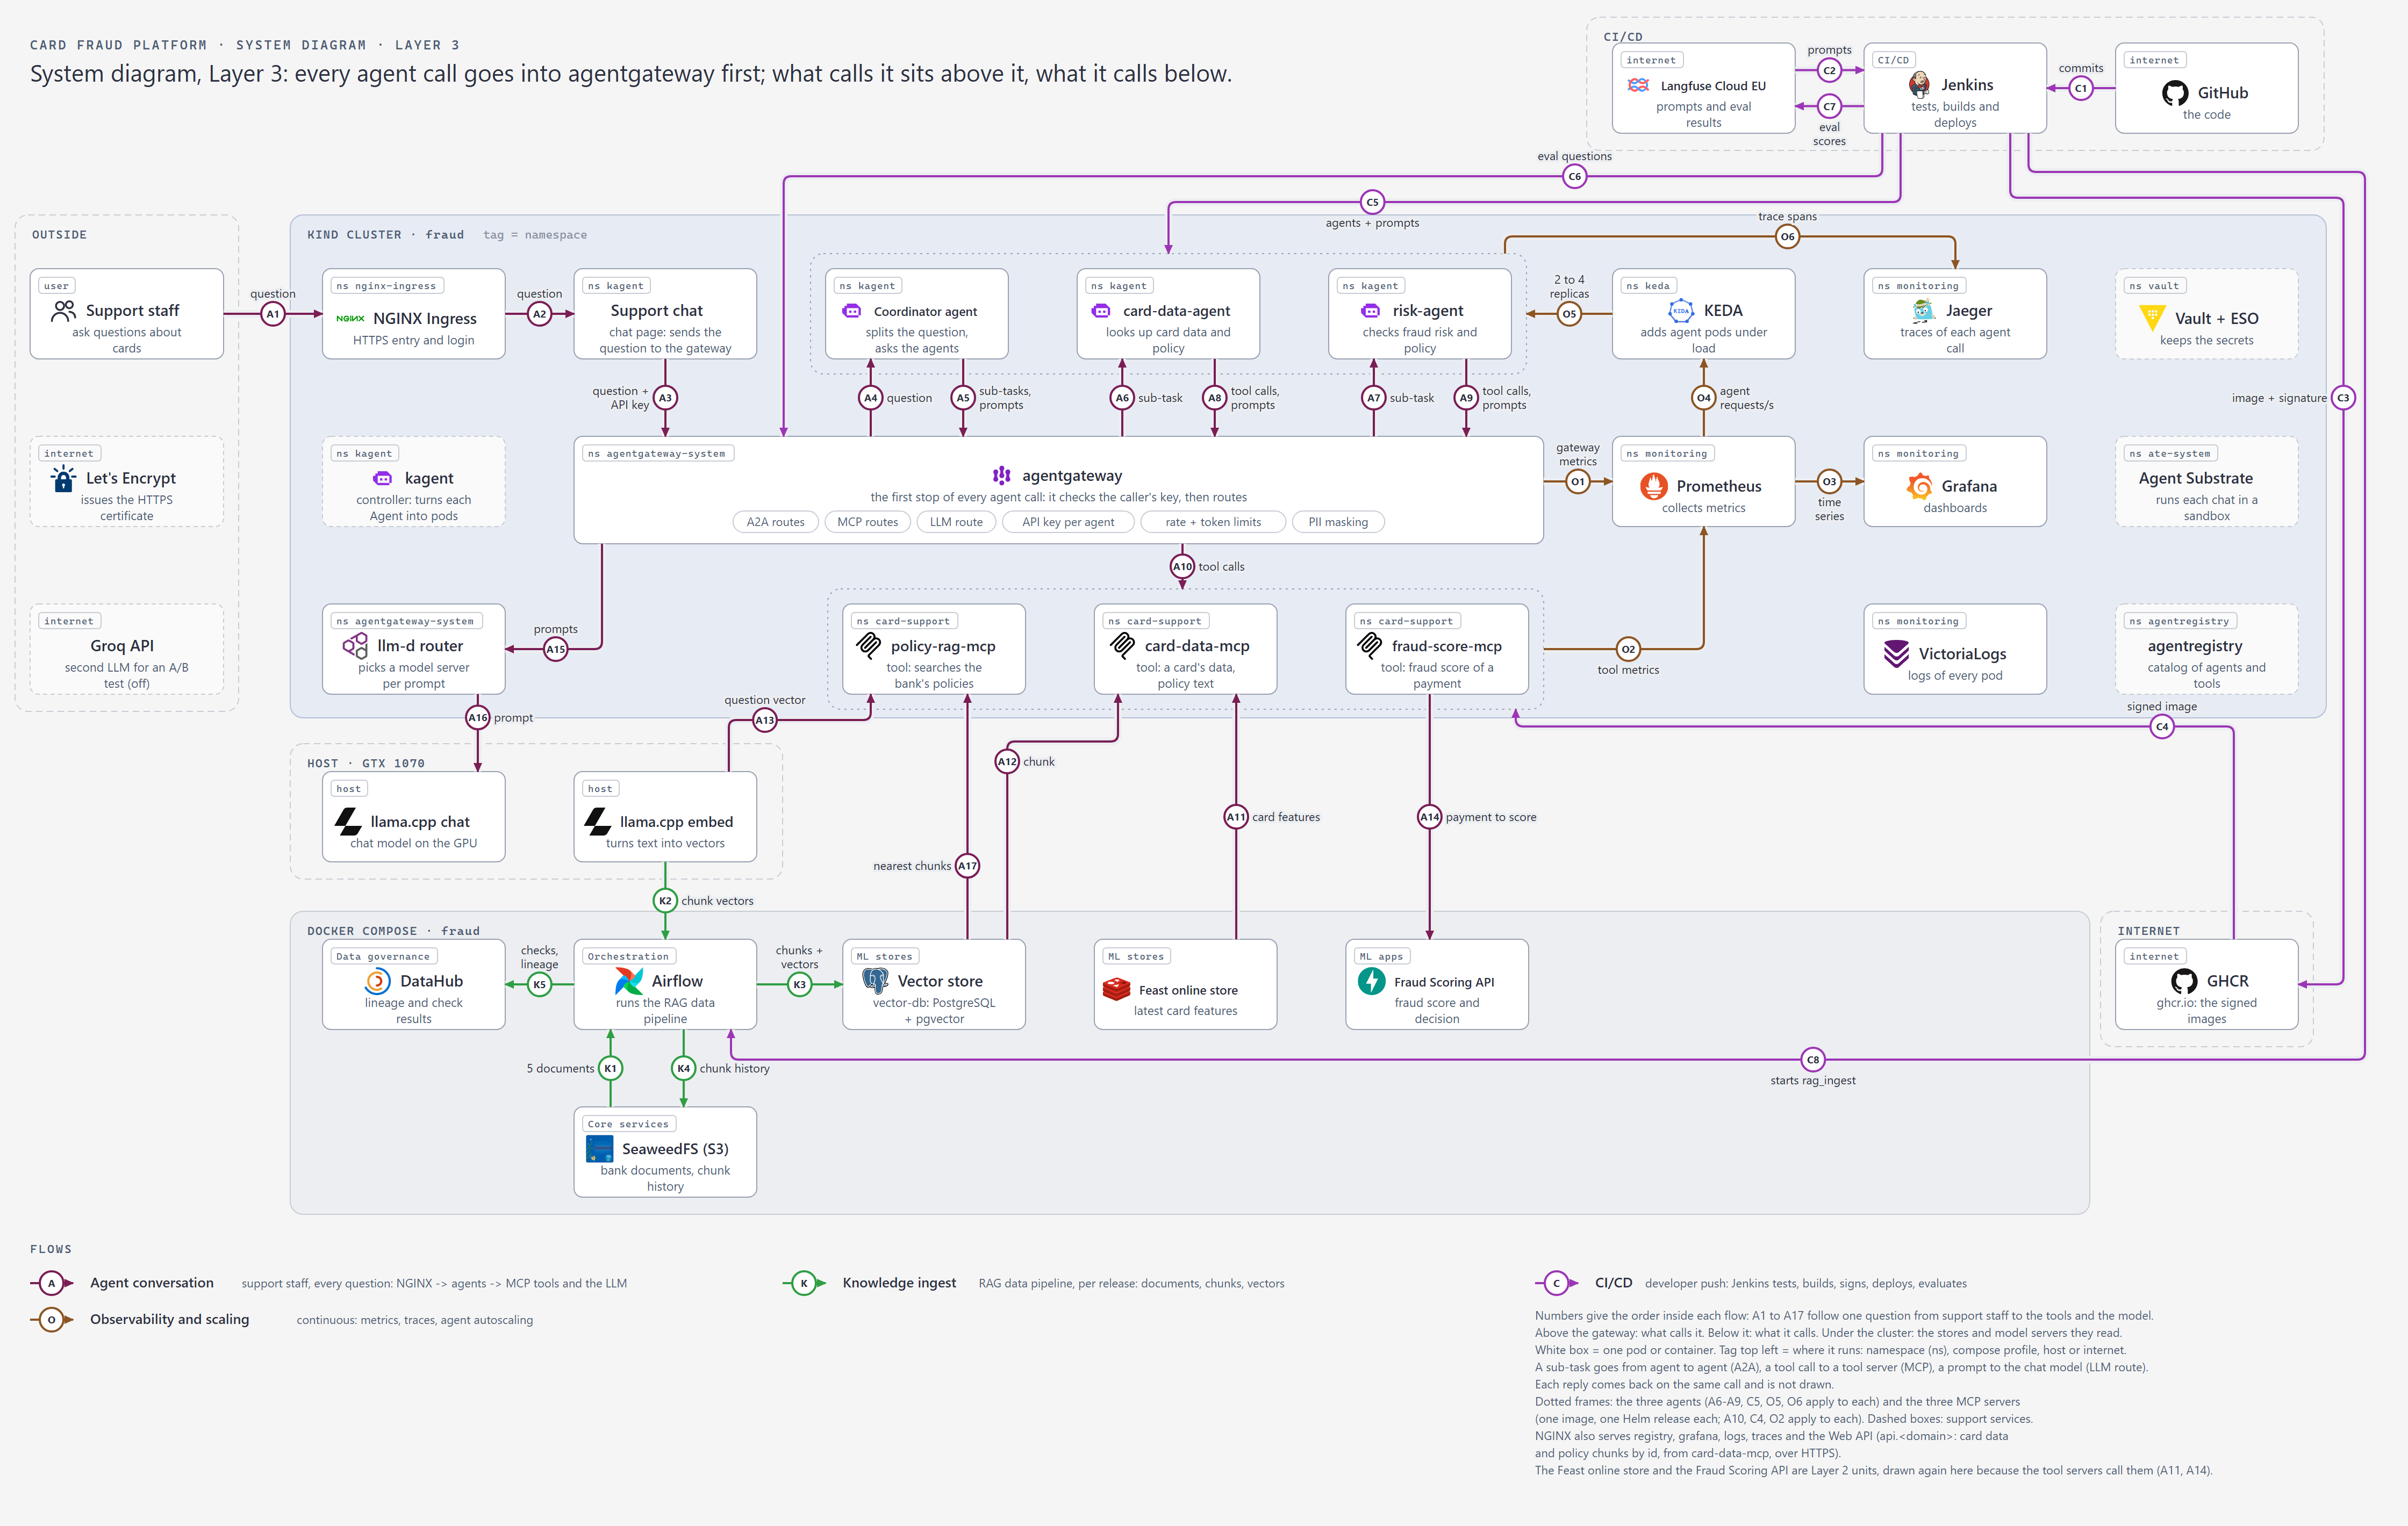 CARD FRAUD PLATFORM · SYSTEM DIAGRAM · LAYER 3
System diagram, Layer 3: every agent call goes into agentgateway first; what calls it sits above it, what it calls below.
CI/CD
internet
Langfuse Cloud EU
prompts and eval
results
prompts
C2
C7
eval
scores
CI/CD
Jenkins
tests, builds and
deploys
commits
C1
internet
GitHub
the code
eval questions
C6
C5
agents + prompts
OUTSIDE
user
Support staff
ask questions about
cards
internet
Let's Encrypt
issues the HTTPS
certificate
internet
Groq API
second LLM for an A/B
test (off)
question
A1
KIND CLUSTER · fraud tag = namespace
ns nginx-ingress
NGINX
NGINX Ingress
HTTPS entry and login
question
A2
ns kagent
Support chat
chat page: sends the
question to the gateway
ns kagent
Coordinator agent
splits the question,
asks the agents
ns kagent
card-data-agent
looks up card data and
policy
ns kagent
risk-agent
checks fraud risk and
policy
2 to 4
replicas
O5
trace spans
O6
ns keda
KEDA
KEDA
adds agent pods under
load
ns monitoring
Jaeger
traces of each agent
call
ns vault
Vault + ESO
keeps the secrets
question +
API key
A3
A4
question
A5
sub-tasks,
prompts
A6
sub-task
A8
tool calls,
prompts
A7
sub-task
A9
tool calls,
prompts
O4
agent
requests/s
image + signature
C3
ns kagent
kagent
controller: turns each
Agent into pods
ns agentgateway-system
agentgateway
the first stop of every agent call: it checks the caller's key, then routes
A2A routes
MCP routes
LLM route
API key per agent
rate + token limits
PII masking
gateway
metrics
O1
ns monitoring
Prometheus
collects metrics
O3
time
series
ns monitoring
Grafana
dashboards
ns ate-system
Agent Substrate
runs each chat in a
sandbox
A10
tool calls
ns agentgateway-system
llm-d router
picks a model server
per prompt
prompts
A15
ns card-support
policy-rag-mcp
tool: searches the
bank's policies
ns card-support
card-data-mcp
tool: a card's data,
policy text
ns card-support
fraud-score-mcp
tool: fraud score of a
payment
O2
tool metrics
ns monitoring
VictoriaLogs
logs of every pod
ns agentregistry
agentregistry
catalog of agents and
tools
A16
prompt
question vector
A13
signed image
C4
HOST · GTX 1070
host
llama.cpp chat
chat model on the GPU
host
llama.cpp embed
turns text into vectors
A12
chunk
A11
card features
A14
payment to score
nearest chunks
A17
K2
chunk vectors
DOCKER COMPOSE · fraud
Data governance
DataHub
lineage and check
results
checks,
lineage
K5
Orchestration
Airflow
runs the RAG data
pipeline
chunks +
vectors
K3
ML stores
Vector store
vector-db: PostgreSQL
+ pgvector
ML stores
Feast online store
latest card features
ML apps
Fraud Scoring API
fraud score and
decision
INTERNET
internet
GHCR
ghcr.io: the signed
images
5 documents
K1
K4
chunk history
C8
starts rag_ingest
Core services
SeaweedFS (S3)
bank documents, chunk
history
FLOWS
A
Agent conversation
support staff, every question: NGINX -> agents -> MCP tools and the LLM
K
Knowledge ingest
RAG data pipeline, per release: documents, chunks, vectors
C
CI/CD
developer push: Jenkins tests, builds, signs, deploys, evaluates
O
Observability and scaling
continuous: metrics, traces, agent autoscaling
Numbers give the order inside each flow: A1 to A17 follow one question from support staff to the tools and the model.
Above the gateway: what calls it. Below it: what it calls. Under the cluster: the stores and model servers they read.
White box = one pod or container. Tag top left = where it runs: namespace (ns), compose profile, host or internet.
A sub-task goes from agent to agent (A2A), a tool call to a tool server (MCP), a prompt to the chat model (LLM route).
Each reply comes back on the same call and is not drawn.
Dotted frames: the three agents (A6-A9, C5, O5, O6 apply to each) and the three MCP servers
(one image, one Helm release each; A10, C4, O2 apply to each). Dashed boxes: support services.
NGINX also serves registry, grafana, logs, traces and the Web API (api.<domain>: card data
and policy chunks by id, from card-data-mcp, over HTTPS).
The Feast online store and the Fraud Scoring API are Layer 2 units, drawn again here because the tool servers call them (A11, A14).